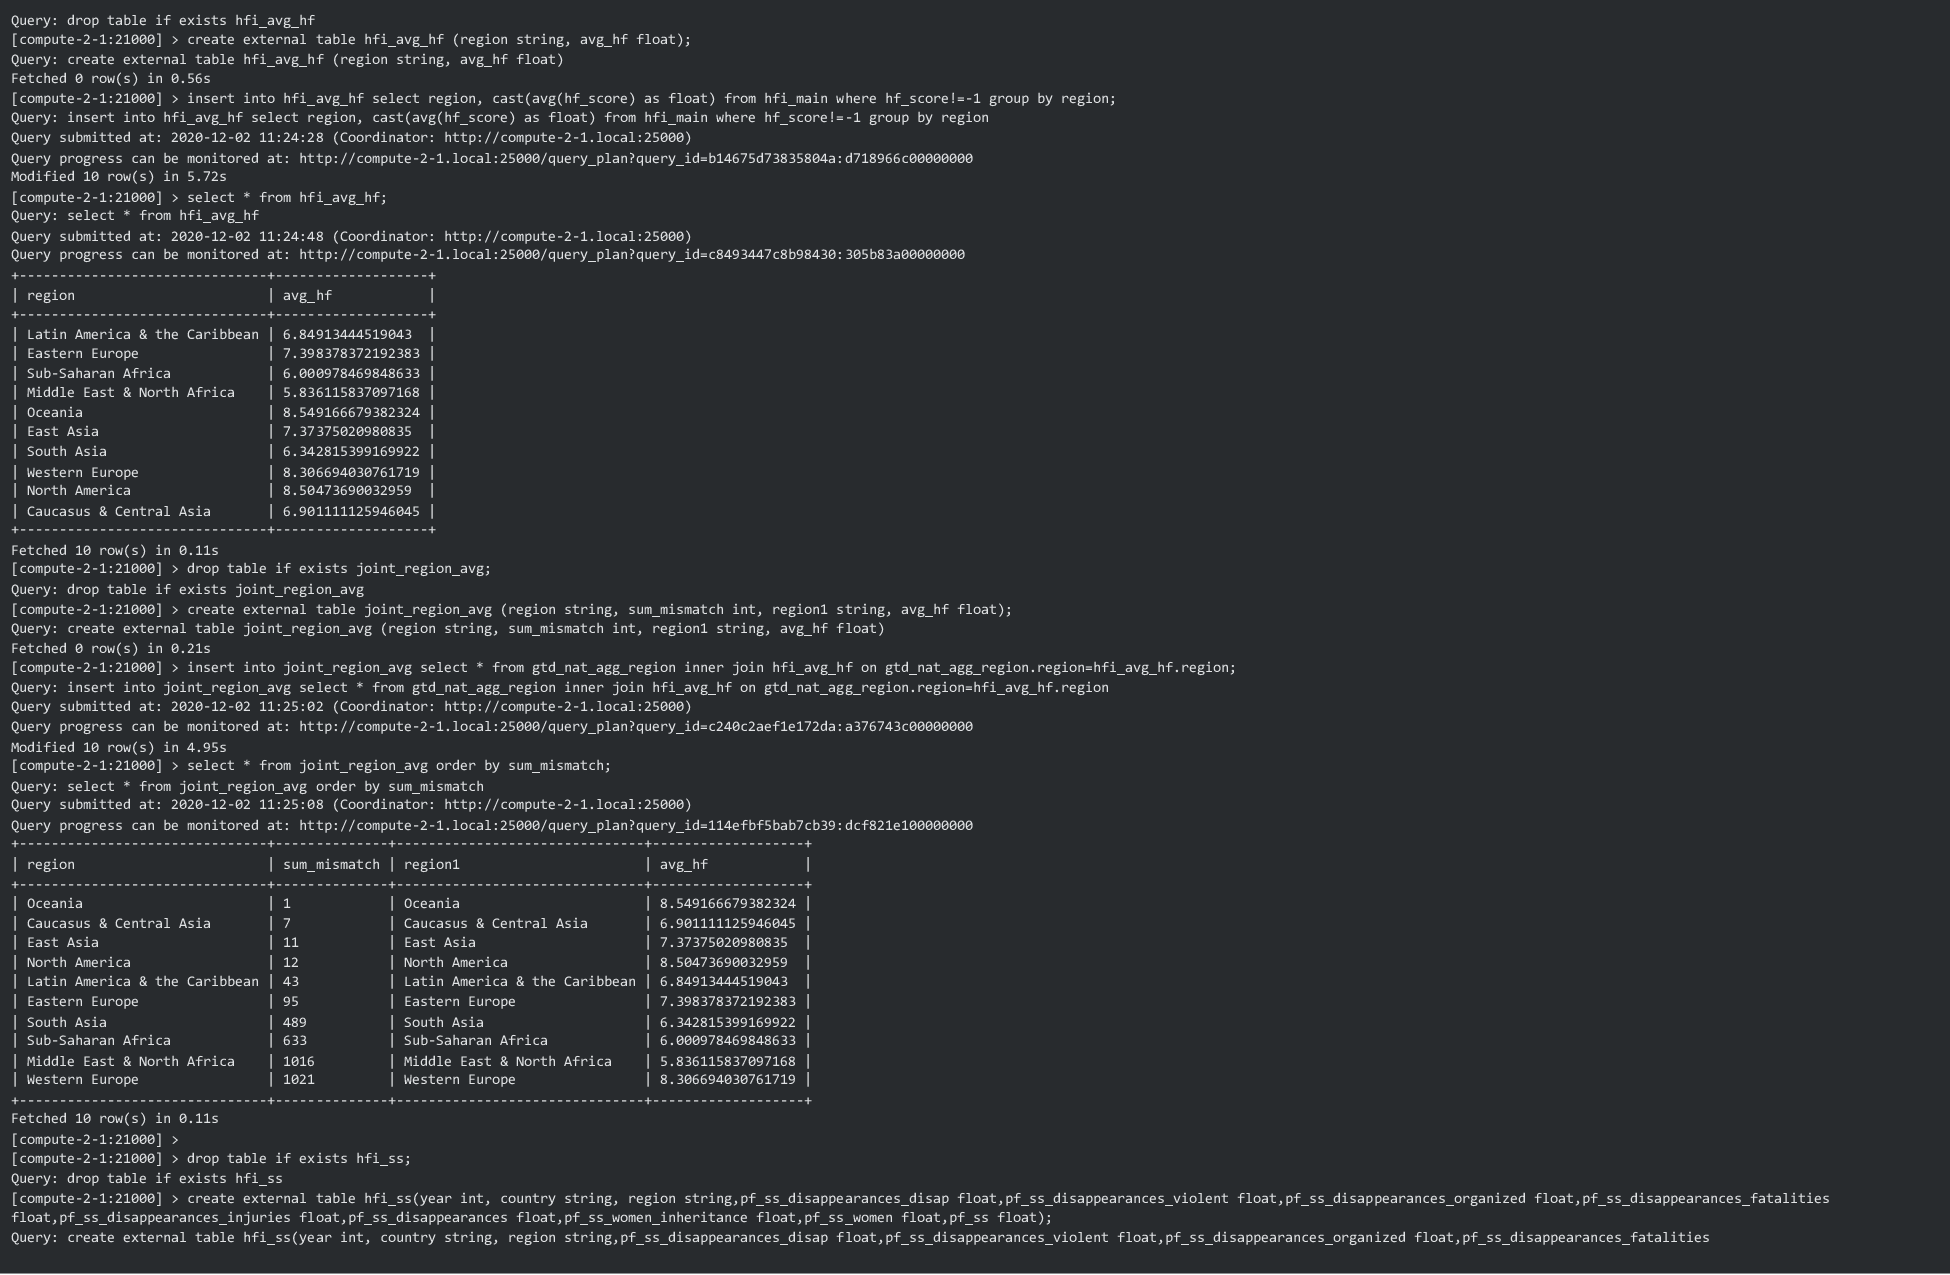 Query: drop table if exists hfi_avg_hf
[compute-2-1:21000] > create external table hfi_avg_hf (region string, avg_hf float);
Query: create external table hfi_avg_hf (region string, avg_hf float)
Fetched 0 row(s) in 0.56s
[compute-2-1:21000] > insert into hfi_avg_hf select region, cast(avg(hf_score) as float) from hfi_main where hf_score!=-1 group by region;
Query: insert into hfi_avg_hf select region, cast(avg(hf_score) as float) from hfi_main where hf_score!=-1 group by region
Query submitted at: 2020-12-02 11:24:28 (Coordinator: http://compute-2-1.local:25000)
Query progress can be monitored at: http://compute-2-1.local:25000/query_plan?query_id=b14675d73835804a:d718966c00000000
Modified 10 row(s) in 5.72s
[compute-2-1:21000] > select * from hfi_avg_hf;
Query: select * from hfi_avg_hf
Query submitted at: 2020-12-02 11:24:48 (Coordinator: http://compute-2-1.local:25000)
Query progress can be monitored at: http://compute-2-1.local:25000/query_plan?query_id=c8493447c8b98430:305b83a00000000
+-------------------------------+-------------------+
| region                        | avg_hf            |
+-------------------------------+-------------------+
| Latin America & the Caribbean | 6.84913444519043  |
| Eastern Europe                | 7.398378372192383 |
| Sub-Saharan Africa            | 6.000978469848633 |
| Middle East & North Africa    | 5.836115837097168 |
| Oceania                       | 8.549166679382324 |
| East Asia                     | 7.37375020980835  |
| South Asia                    | 6.342815399169922 |
| Western Europe                | 8.306694030761719 |
| North America                 | 8.50473690032959  |
| Caucasus & Central Asia       | 6.901111125946045 |
+-------------------------------+-------------------+
Fetched 10 row(s) in 0.11s
[compute-2-1:21000] > drop table if exists joint_region_avg;
Query: drop table if exists joint_region_avg
[compute-2-1:21000] > create external table joint_region_avg (region string, sum_mismatch int, region1 string, avg_hf float);
Query: create external table joint_region_avg (region string, sum_mismatch int, region1 string, avg_hf float)
Fetched 0 row(s) in 0.21s
[compute-2-1:21000] > insert into joint_region_avg select * from gtd_nat_agg_region inner join hfi_avg_hf on gtd_nat_agg_region.region=hfi_avg_hf.region;
Query: insert into joint_region_avg select * from gtd_nat_agg_region inner join hfi_avg_hf on gtd_nat_agg_region.region=hfi_avg_hf.region
Query submitted at: 2020-12-02 11:25:02 (Coordinator: http://compute-2-1.local:25000)
Query progress can be monitored at: http://compute-2-1.local:25000/query_plan?query_id=c240c2aef1e172da:a376743c00000000
Modified 10 row(s) in 4.95s
[compute-2-1:21000] > select * from joint_region_avg order by sum_mismatch;
Query: select * from joint_region_avg order by sum_mismatch
Query submitted at: 2020-12-02 11:25:08 (Coordinator: http://compute-2-1.local:25000)
Query progress can be monitored at: http://compute-2-1.local:25000/query_plan?query_id=114efbf5bab7cb39:dcf821e100000000
+-------------------------------+--------------+-------------------------------+-------------------+
| region                        | sum_mismatch | region1                       | avg_hf            |
+-------------------------------+--------------+-------------------------------+-------------------+
| Oceania                       | 1            | Oceania                       | 8.549166679382324 |
| Caucasus & Central Asia       | 7            | Caucasus & Central Asia       | 6.901111125946045 |
| East Asia                     | 11           | East Asia                     | 7.37375020980835  |
| North America                 | 12           | North America                 | 8.50473690032959  |
| Latin America & the Caribbean | 43           | Latin America & the Caribbean | 6.84913444519043  |
| Eastern Europe                | 95           | Eastern Europe                | 7.398378372192383 |
| South Asia                    | 489          | South Asia                    | 6.342815399169922 |
| Sub-Saharan Africa            | 633          | Sub-Saharan Africa            | 6.000978469848633 |
| Middle East & North Africa    | 1016         | Middle East & North Africa    | 5.836115837097168 |
| Western Europe                | 1021         | Western Europe                | 8.306694030761719 |
+-------------------------------+--------------+-------------------------------+-------------------+
Fetched 10 row(s) in 0.11s
[compute-2-1:21000] >
[compute-2-1:21000] > drop table if exists hfi_ss;
Query: drop table if exists hfi_ss
[compute-2-1:21000] > create external table hfi_ss(year int, country string, region string,pf_ss_disappearances_disap float,pf_ss_disappearances_violent float,pf_ss_disappearances_organized float,pf_ss_disappearances_fatalities
float,pf_ss_disappearances_injuries float,pf_ss_disappearances float,pf_ss_women_inheritance float,pf_ss_women float,pf_ss float);
Query: create external table hfi_ss(year int, country string, region string,pf_ss_disappearances_disap float,pf_ss_disappearances_violent float,pf_ss_disappearances_organized float,pf_ss_disappearances_fatalities